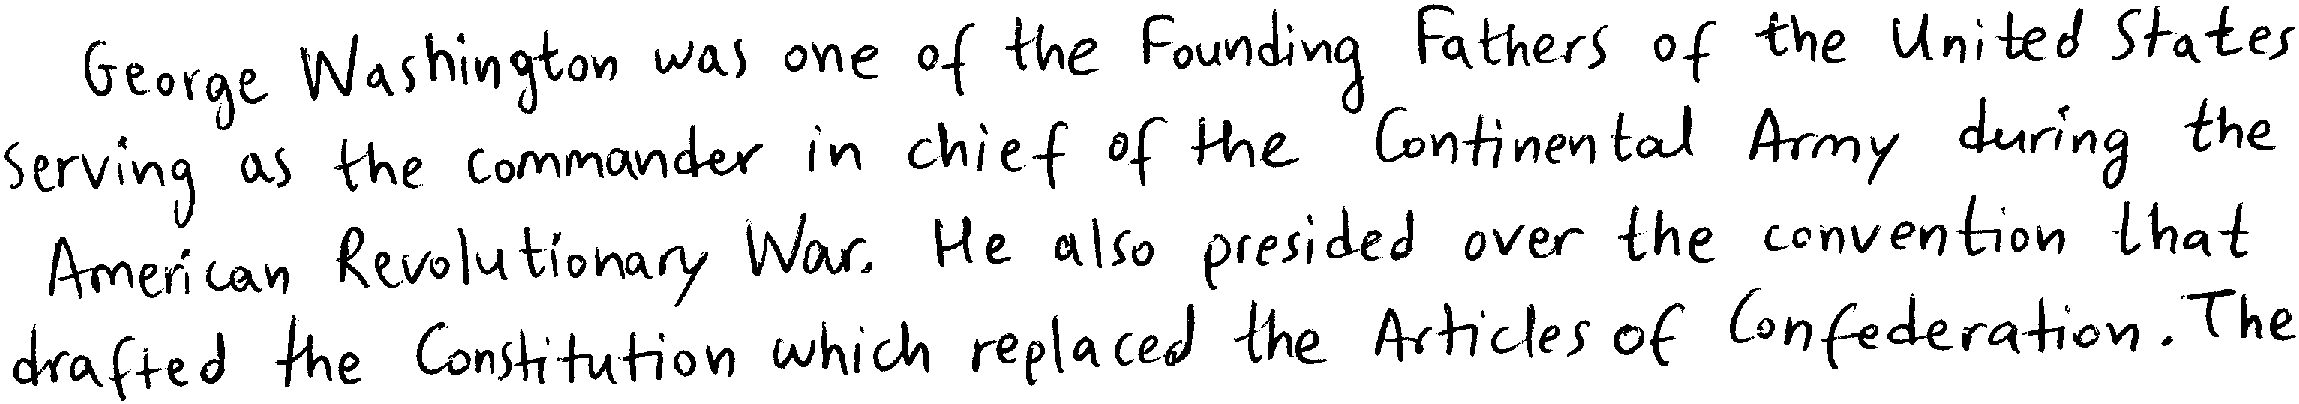 George Washington was one of the Founding Fathers of the United States
serving as the commander in chief of the Continental Army during the
American Revolutionary War. He also presided over the convention that
drafted the Constitution which replaced the Articles of Confederation. The